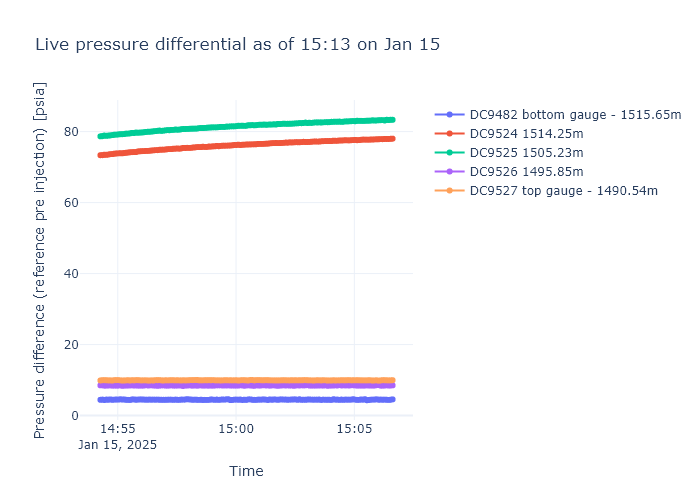 Live pressure differential as of 15:13 on Jan 15
Pressure difference (reference pre injection) [psia]
80
60
40
20
0
14:55
Jan 15, 2025
15:00
15:05
Time
DC9482 bottom gauge - 1515.65m
DC9524 1514.25m
DC9525 1505.23m
DC9526 1495.85m
DC9527 top gauge - 1490.54m